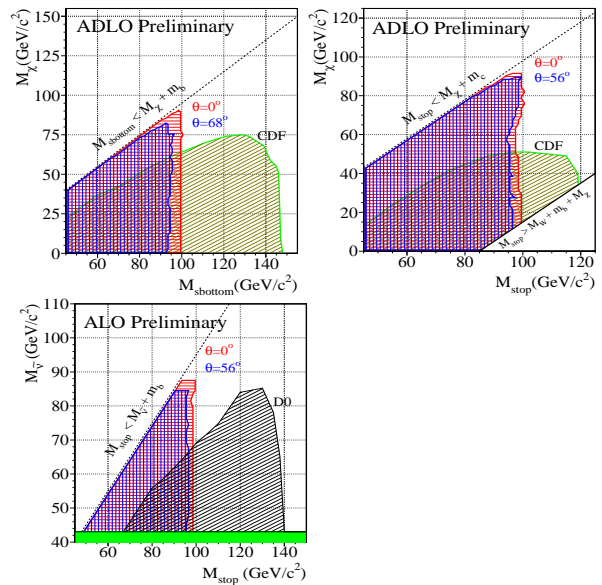 ADLO Preliminary
M_χ (GeV/c²)
150
125
100
75
50
25
0
M_sbottom < M_χ + m_b
θ=0°
θ=68°
CDF
60 80 100 120 140
M_sbottom (GeV/c²)
ADLO Preliminary
M_χ (GeV/c²)
120
100
80
60
40
20
0
M_stop < M_χ + m_c
θ=0°
θ=56°
CDF
M_stop > M_W + m_b + M_χ
60 80 100 120
M_stop (GeV/c²)
ALO Preliminary
M_ν̃ (GeV/c²)
110
100
90
80
70
60
50
40
M_stop < M_ν̃ + m_b
θ=0°
θ=56°
D0
60 80 100 120 140
M_stop (GeV/c²)